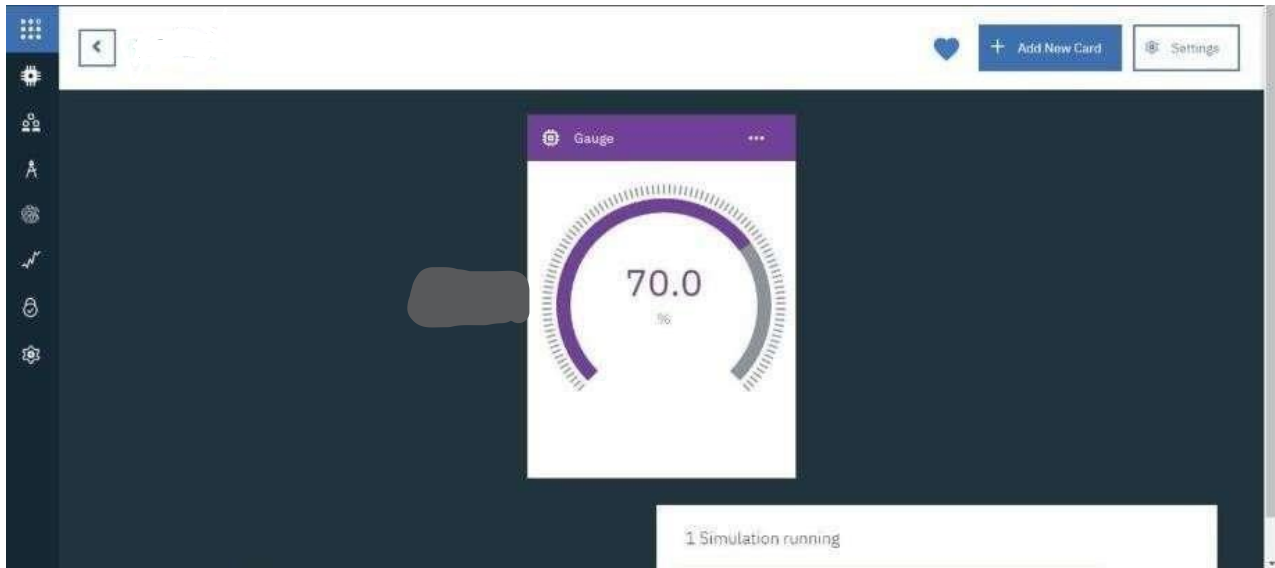 Add New Card
Settings
Gauge
70.0
%
1 Simulation running